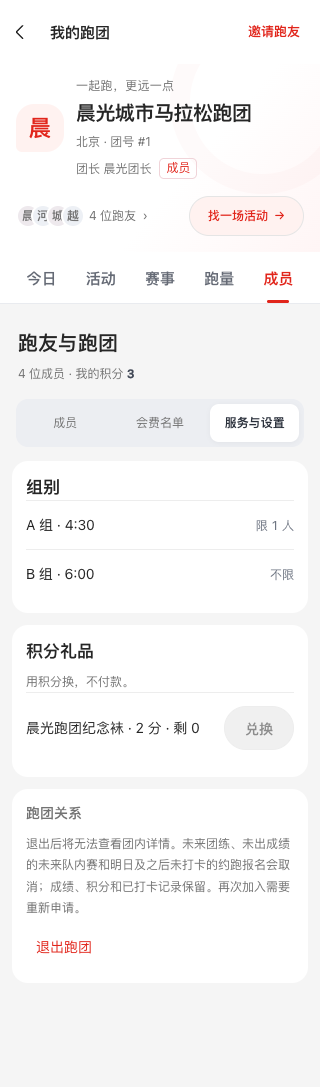 我的跑团
邀请跑友
一起跑，更远一点
晨
晨光城市马拉松跑团
北京 · 团号 #1
团长 晨光团长 成员
河 城 越 4 位跑友 ›
找一场活动 →
今日 活动 赛事 跑量 成员
跑友与跑团
4 位成员 · 我的积分 3
成员 会费名单 服务与设置
组别
A 组 · 4:30 限 1 人
B 组 · 6:00 不限
积分礼品
用积分换，不付款。
晨光跑团纪念袜 · 2 分 · 剩 0 兑换
跑团关系
退出后将无法查看团内详情。未来团练、未出成绩
的未来队内赛和明日及之后未打卡的约跑报名会取
消；成绩、积分和已打卡记录保留。再次加入需要
重新申请。
退出跑团